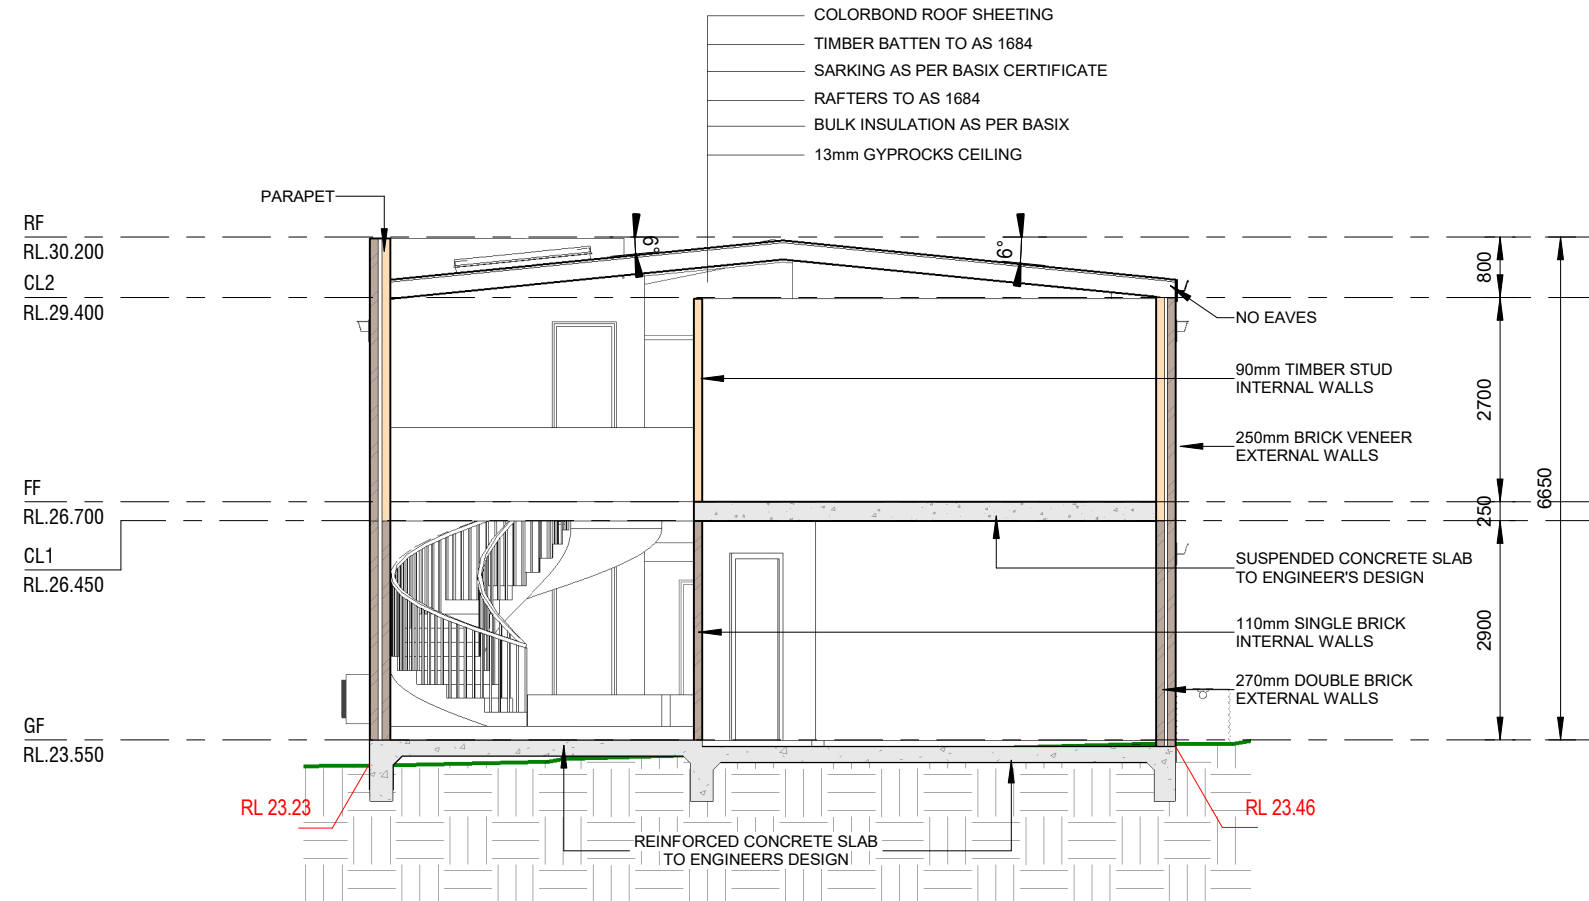 COLORBOND ROOF SHEETING
TIMBER BATTEN TO AS 1684
SARKING AS PER BASIX CERTIFICATE
RAFTERS TO AS 1684
BULK INSULATION AS PER BASIX
13mm GYPROCKS CEILING
PARAPET
RF
RL.30.200
CL2
RL.29.400
FF
RL.26.700
CL1
RL.26.450
GF
RL.23.550
6°
6°
NO EAVES
90mm TIMBER STUD
INTERNAL WALLS
250mm BRICK VENEER
EXTERNAL WALLS
SUSPENDED CONCRETE SLAB
TO ENGINEER'S DESIGN
110mm SINGLE BRICK
INTERNAL WALLS
270mm DOUBLE BRICK
EXTERNAL WALLS
800
2700
250
2900
6650
RL 23.23
RL 23.46
REINFORCED CONCRETE SLAB
TO ENGINEERS DESIGN